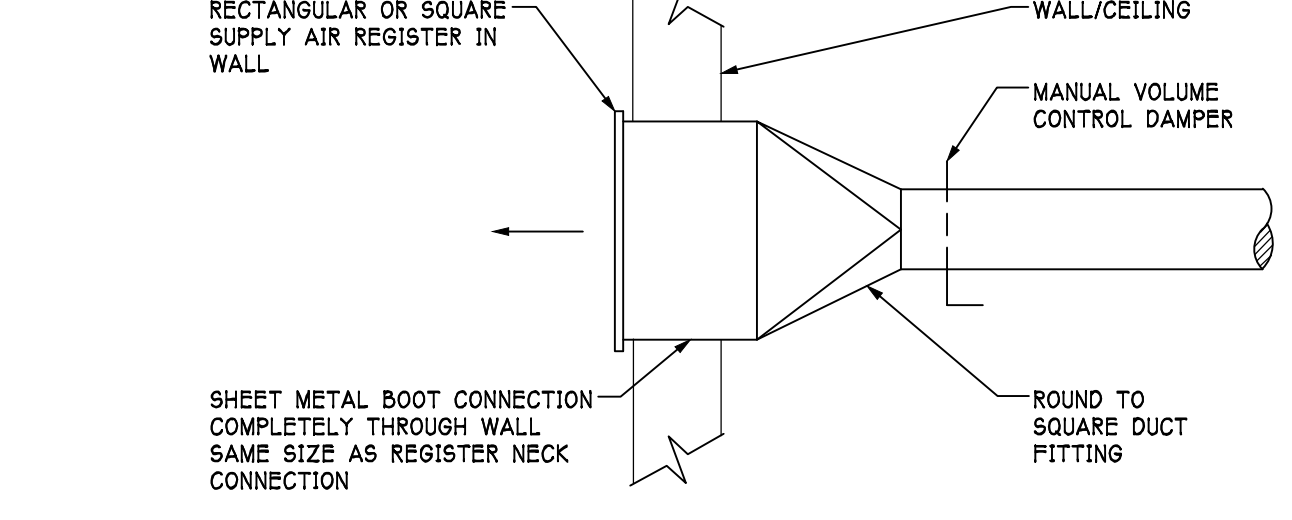 RECTANGULAR OR SQUARE
SUPPLY AIR REGISTER IN
WALL
WALL/CEILING
MANUAL VOLUME
CONTROL DAMPER
SHEET METAL BOOT CONNECTION
COMPLETELY THROUGH WALL
SAME SIZE AS REGISTER NECK
CONNECTION
ROUND TO
SQUARE DUCT
FITTING